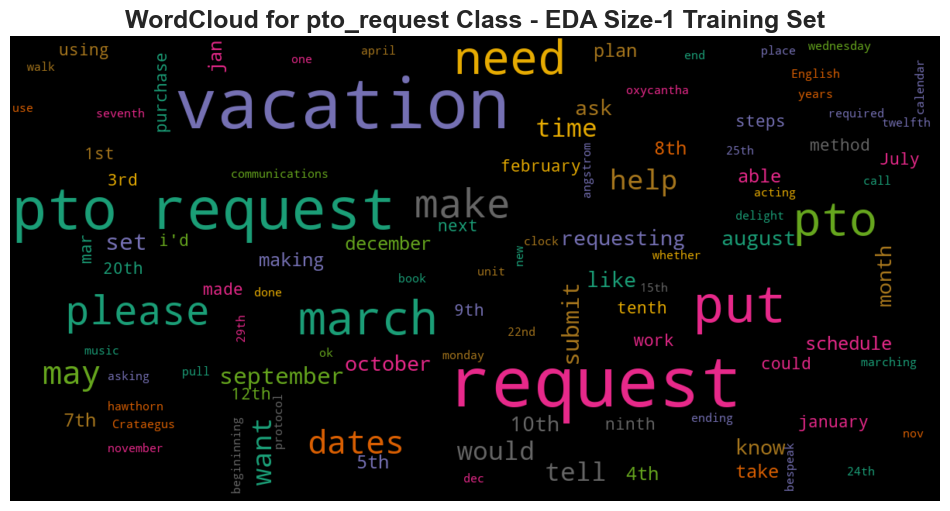 WordCloud for pto_request Class - EDA Size-1 Training Set
using
walk
jan
one
april
need
plan
end
place
wednesday
use
seventh
purchase
vacation
time
ask
oxycantha
English
years
calendar
required
twelfth
steps
1st
3rd
communications
february
angstrom
help
8th
25th
able
method
July
call
acting
pto request
make
next
delight
pto
mar
set
i'd
december
clock
requesting
august
20th
making
new
whether
month
made
done
book
unit
like
15th
please
29th
march
9th
22nd
submit
tenth
put
music
ok
monday
work
schedule
may
asking
pull
september
october
request
could
marching
12th
7th
hawthorn
Crataegus
november
begininning
want
protocol
dates
5th
10th
would
ninth
ending
january
know
nov
dec
tell
4th
take
bespeak
24th